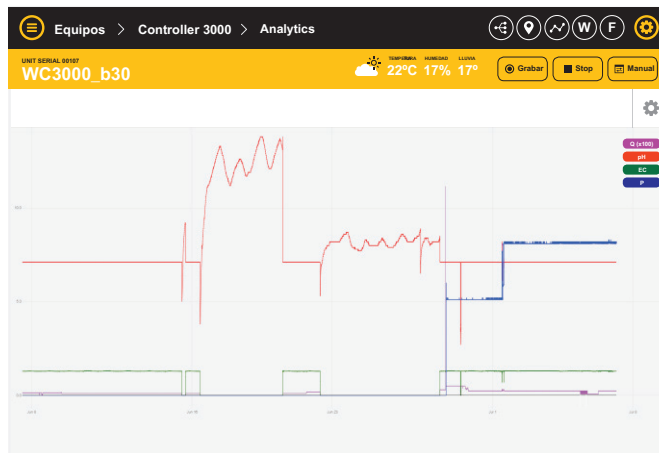 Equipos > Controller 3000 > Analytics
W F
UNIT SERIAL 00107
WC3000_b30
HUMEDAD LLUVIA
22ºC 17% 17º
Grabar Stop Manual
Q (x100)
pH
EC
P